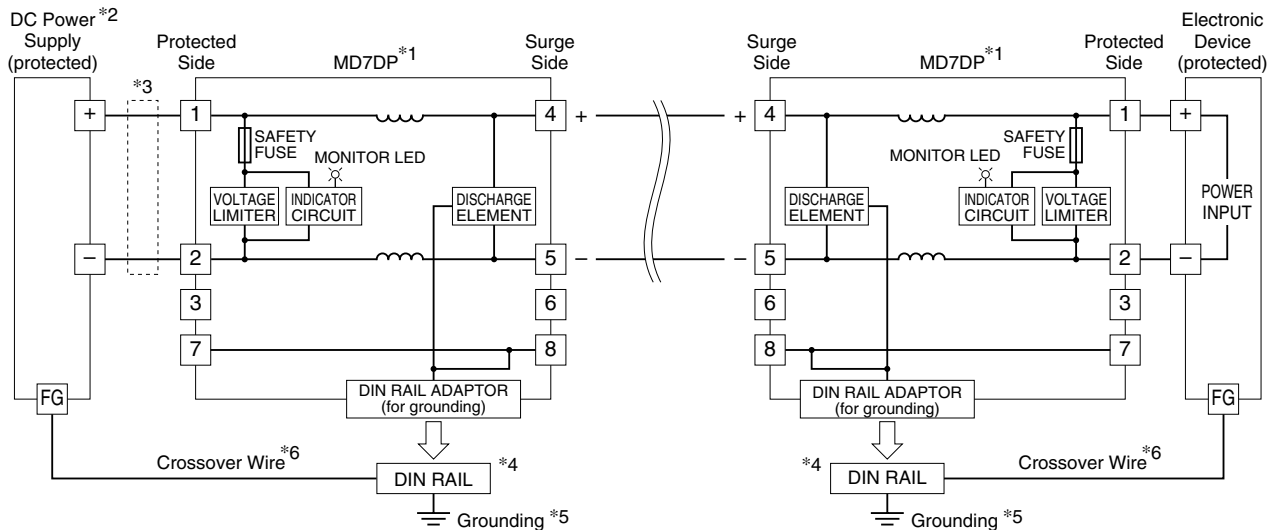 DC Power *2
Supply
(protected)
Protected
Side
MD7DP*1
Surge
Side
Surge
Side
MD7DP*1
Protected
Side
Electronic
Device
(protected)
*3
+
1
4
+
+
4
1
+
SAFETY
FUSE
MONITOR LED
VOLTAGE
LIMITER
INDICATOR
CIRCUIT
DISCHARGE
ELEMENT
DISCHARGE
ELEMENT
MONITOR LED
SAFETY
FUSE
INDICATOR
CIRCUIT
VOLTAGE
LIMITER
POWER
INPUT
–
2
5
–
–
5
2
–
3
6
6
3
7
8
8
7
FG
DIN RAIL ADAPTOR
(for grounding)
DIN RAIL ADAPTOR
(for grounding)
FG
Crossover Wire*6
DIN RAIL
*4
*4
DIN RAIL
Crossover Wire*6
Grounding *5
Grounding *5